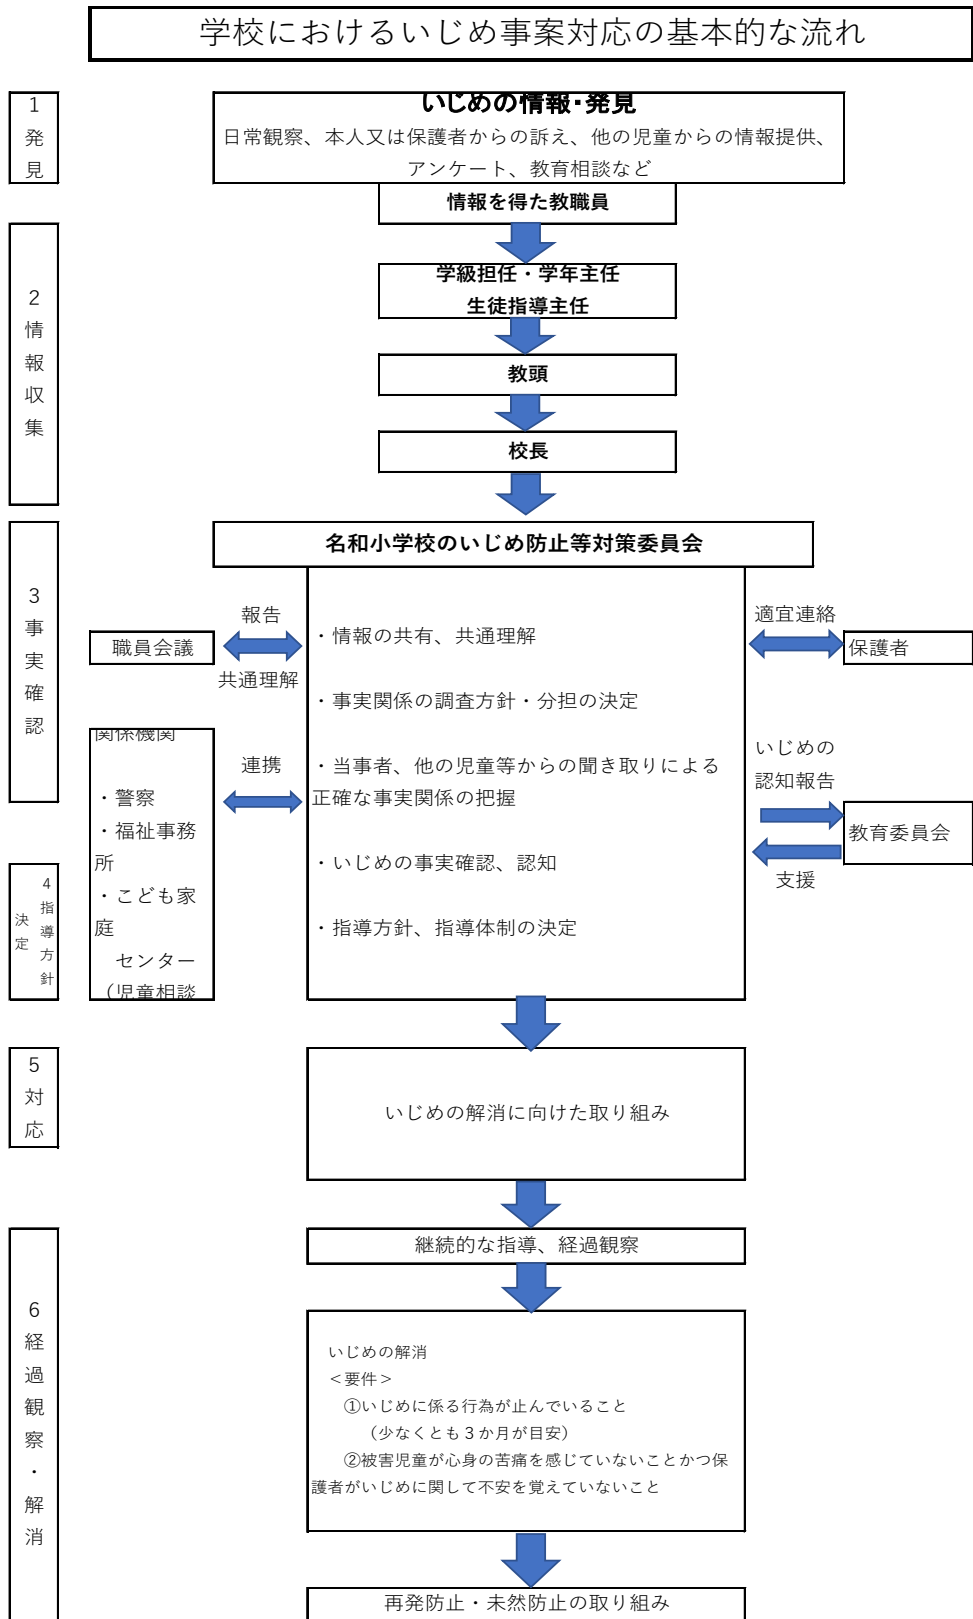 学校におけるいじめ事案対応の基本的な流れ
1
発
見
いじめの情報・発見
日常観察、本人又は保護者からの訴え、他の児童からの情報提供、
アンケート、教育相談など
情報を得た教職員
2
情
報
収
集
学級担任・学年主任
生徒指導主任
教頭
校長
3
事
実
確
認
名和小学校のいじめ防止等対策委員会
報告
職員会議
共通理解
・情報の共有、共通理解
・事実関係の調査方針・分担の決定
・当事者、他の児童等からの聞き取りによる
正確な事実関係の把握
・いじめの事実確認、認知
・指導方針、指導体制の決定
適宜連絡
保護者
関係機関
・警察
・福祉事務
所
・こども家
庭
センター
（児童相談
連携
いじめの
認知報告
教育委員会
支援
4
指
導
方
針
決
定
5
対
応
いじめの解消に向けた取り組み
6
経
過
観
察
・
解
消
継続的な指導、経過観察
いじめの解消
＜要件＞
①いじめに係る行為が止んでいること
（少なくとも３か月が目安）
②被害児童が心身の苦痛を感じていないことかつ保
護者がいじめに関して不安を覚えていないこと
再発防止・未然防止の取り組み